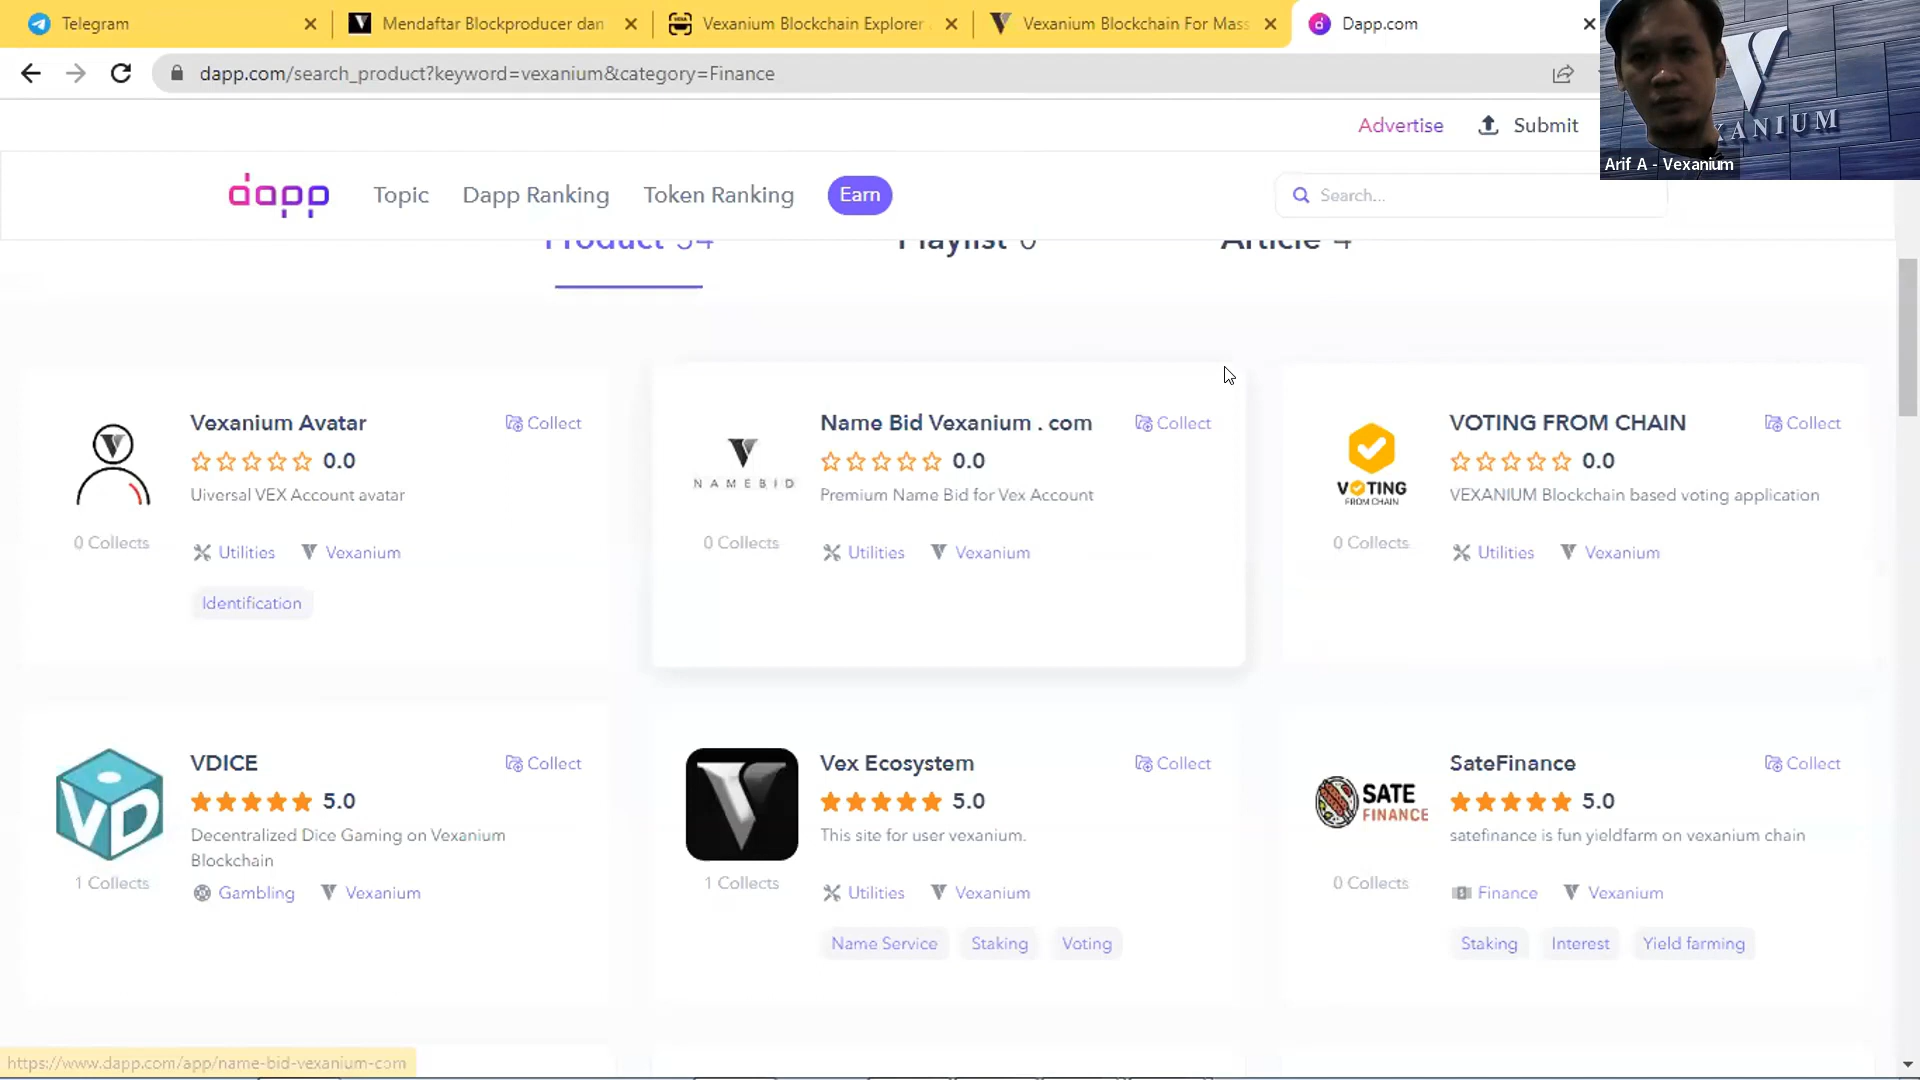 Telegram
Mendaftar Blockproducer dan
Vexanium Blockchain Explorer
Vexanium Blockchain For Mass
Dapp.com
dapp.com/search_product?keyword=vexanium&category=Finance
Advertise
Submit
VEXANIUM
Arif A - Vexanium
dapp
Topic
Dapp Ranking
Token Ranking
Earn
Search...
Product 54
Playlist 0
Article 4
Vexanium Avatar
Collect
0.0
Uiversal VEX Account avatar
0 Collects
Utilities
Vexanium
Identification
NAMEBID
Name Bid Vexanium . com
Collect
0.0
Premium Name Bid for Vex Account
0 Collects
Utilities
Vexanium
VOTING
FROM CHAIN
VOTING FROM CHAIN
Collect
0.0
VEXANIUM Blockchain based voting application
0 Collects
Utilities
Vexanium
VD
VDICE
Collect
5.0
Decentralized Dice Gaming on Vexanium
Blockchain
1 Collects
Gambling
Vexanium
Vex Ecosystem
Collect
5.0
This site for user vexanium.
1 Collects
Utilities
Vexanium
Name Service
Staking
Voting
SATE
FINANCE
SateFinance
Collect
5.0
satefinance is fun yieldfarm on vexanium chain
0 Collects
Finance
Vexanium
Staking
Interest
Yield farming
https://www.dapp.com/app/name-bid-vexanium-com